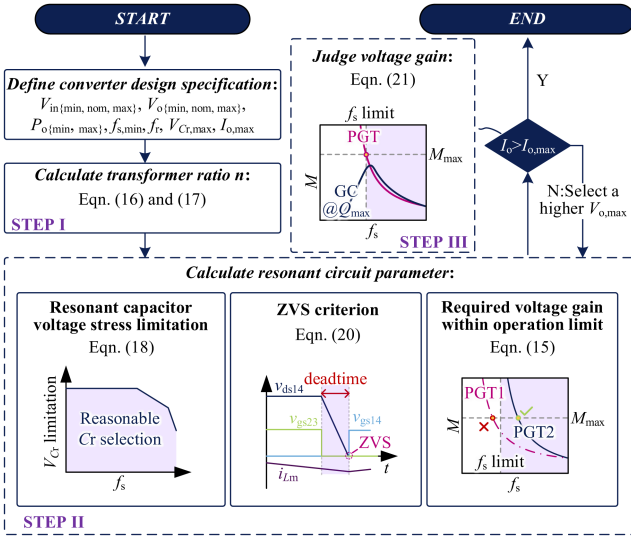 START
END
Define converter design specification:
Vin{min, nom, max}, Vo{min, nom, max},
Po{min, max}, fs,min, fr, VCr,max, Io,max
Calculate transformer ratio n:
Eqn. (16) and (17)
STEP I
Judge voltage gain:
Eqn. (21)
fs limit
PGT
Mmax
M
GC
@Qmax
fs
STEP III
Y
Io>Io,max
N:Select a
higher Vo,max
Calculate resonant circuit parameter:
Resonant capacitor
voltage stress limitation
Eqn. (18)
VCr limitation
Reasonable
Cr selection
fs
ZVS criterion
Eqn. (20)
deadtime
vds14
vgs23
vgs14
ZVS
iLm
t
Required voltage gain
within operation limit
Eqn. (15)
PGT1
M
Mmax
PGT2
fs limit
fs
STEP II